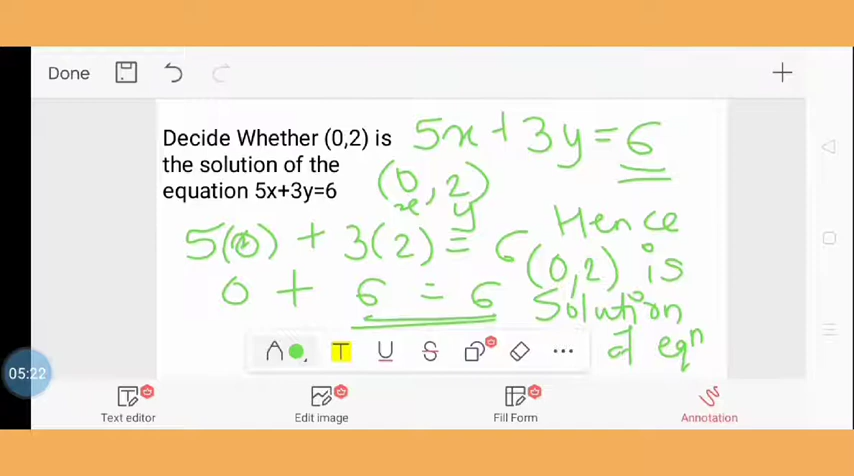 Done
Decide Whether (0,2) is
the solution of the
equation 5x+3y=6
5x + 3y = 6
(0, 2)
x y
5(0) + 3(2) = 6
0 + 6 = 6
Hence
(0,2) is
Solution
of eqn
T U S
05:22
Text editor
Edit image
Fill Form
Annotation